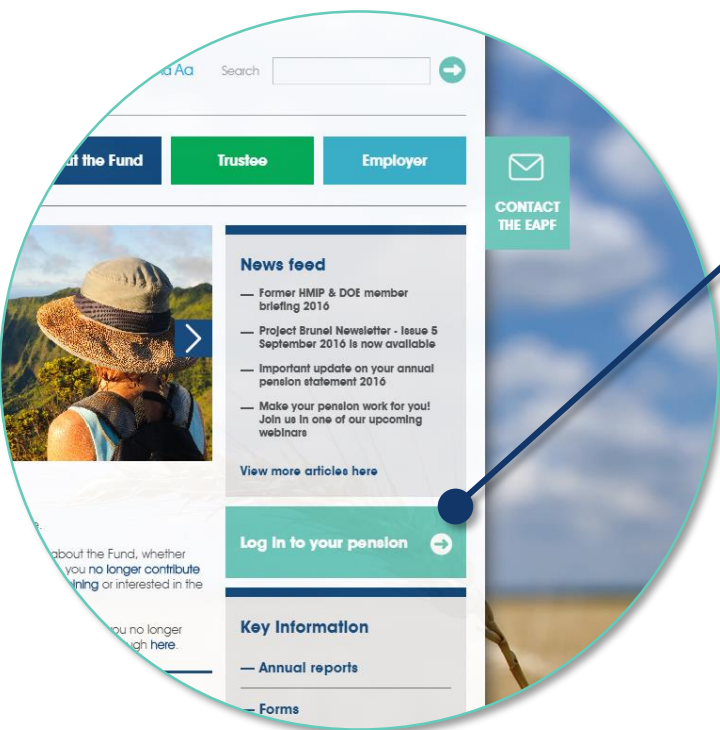 Aa
Search
the Fund
Trustee
Employer
CONTACT
THE EAPF
News feed
— Former HMIP & DOE member
briefing 2016
— Project Brunel Newsletter - Issue 5
September 2016 is now available
— Important update on your annual
pension statement 2016
— Make your pension work for you!
Join us in one of our upcoming
webinars
View more articles here
Log in to your pension
about the Fund, whether
you no longer contribute
or interested in the
you no longer
here.
Key Information
— Annual reports
— Forms